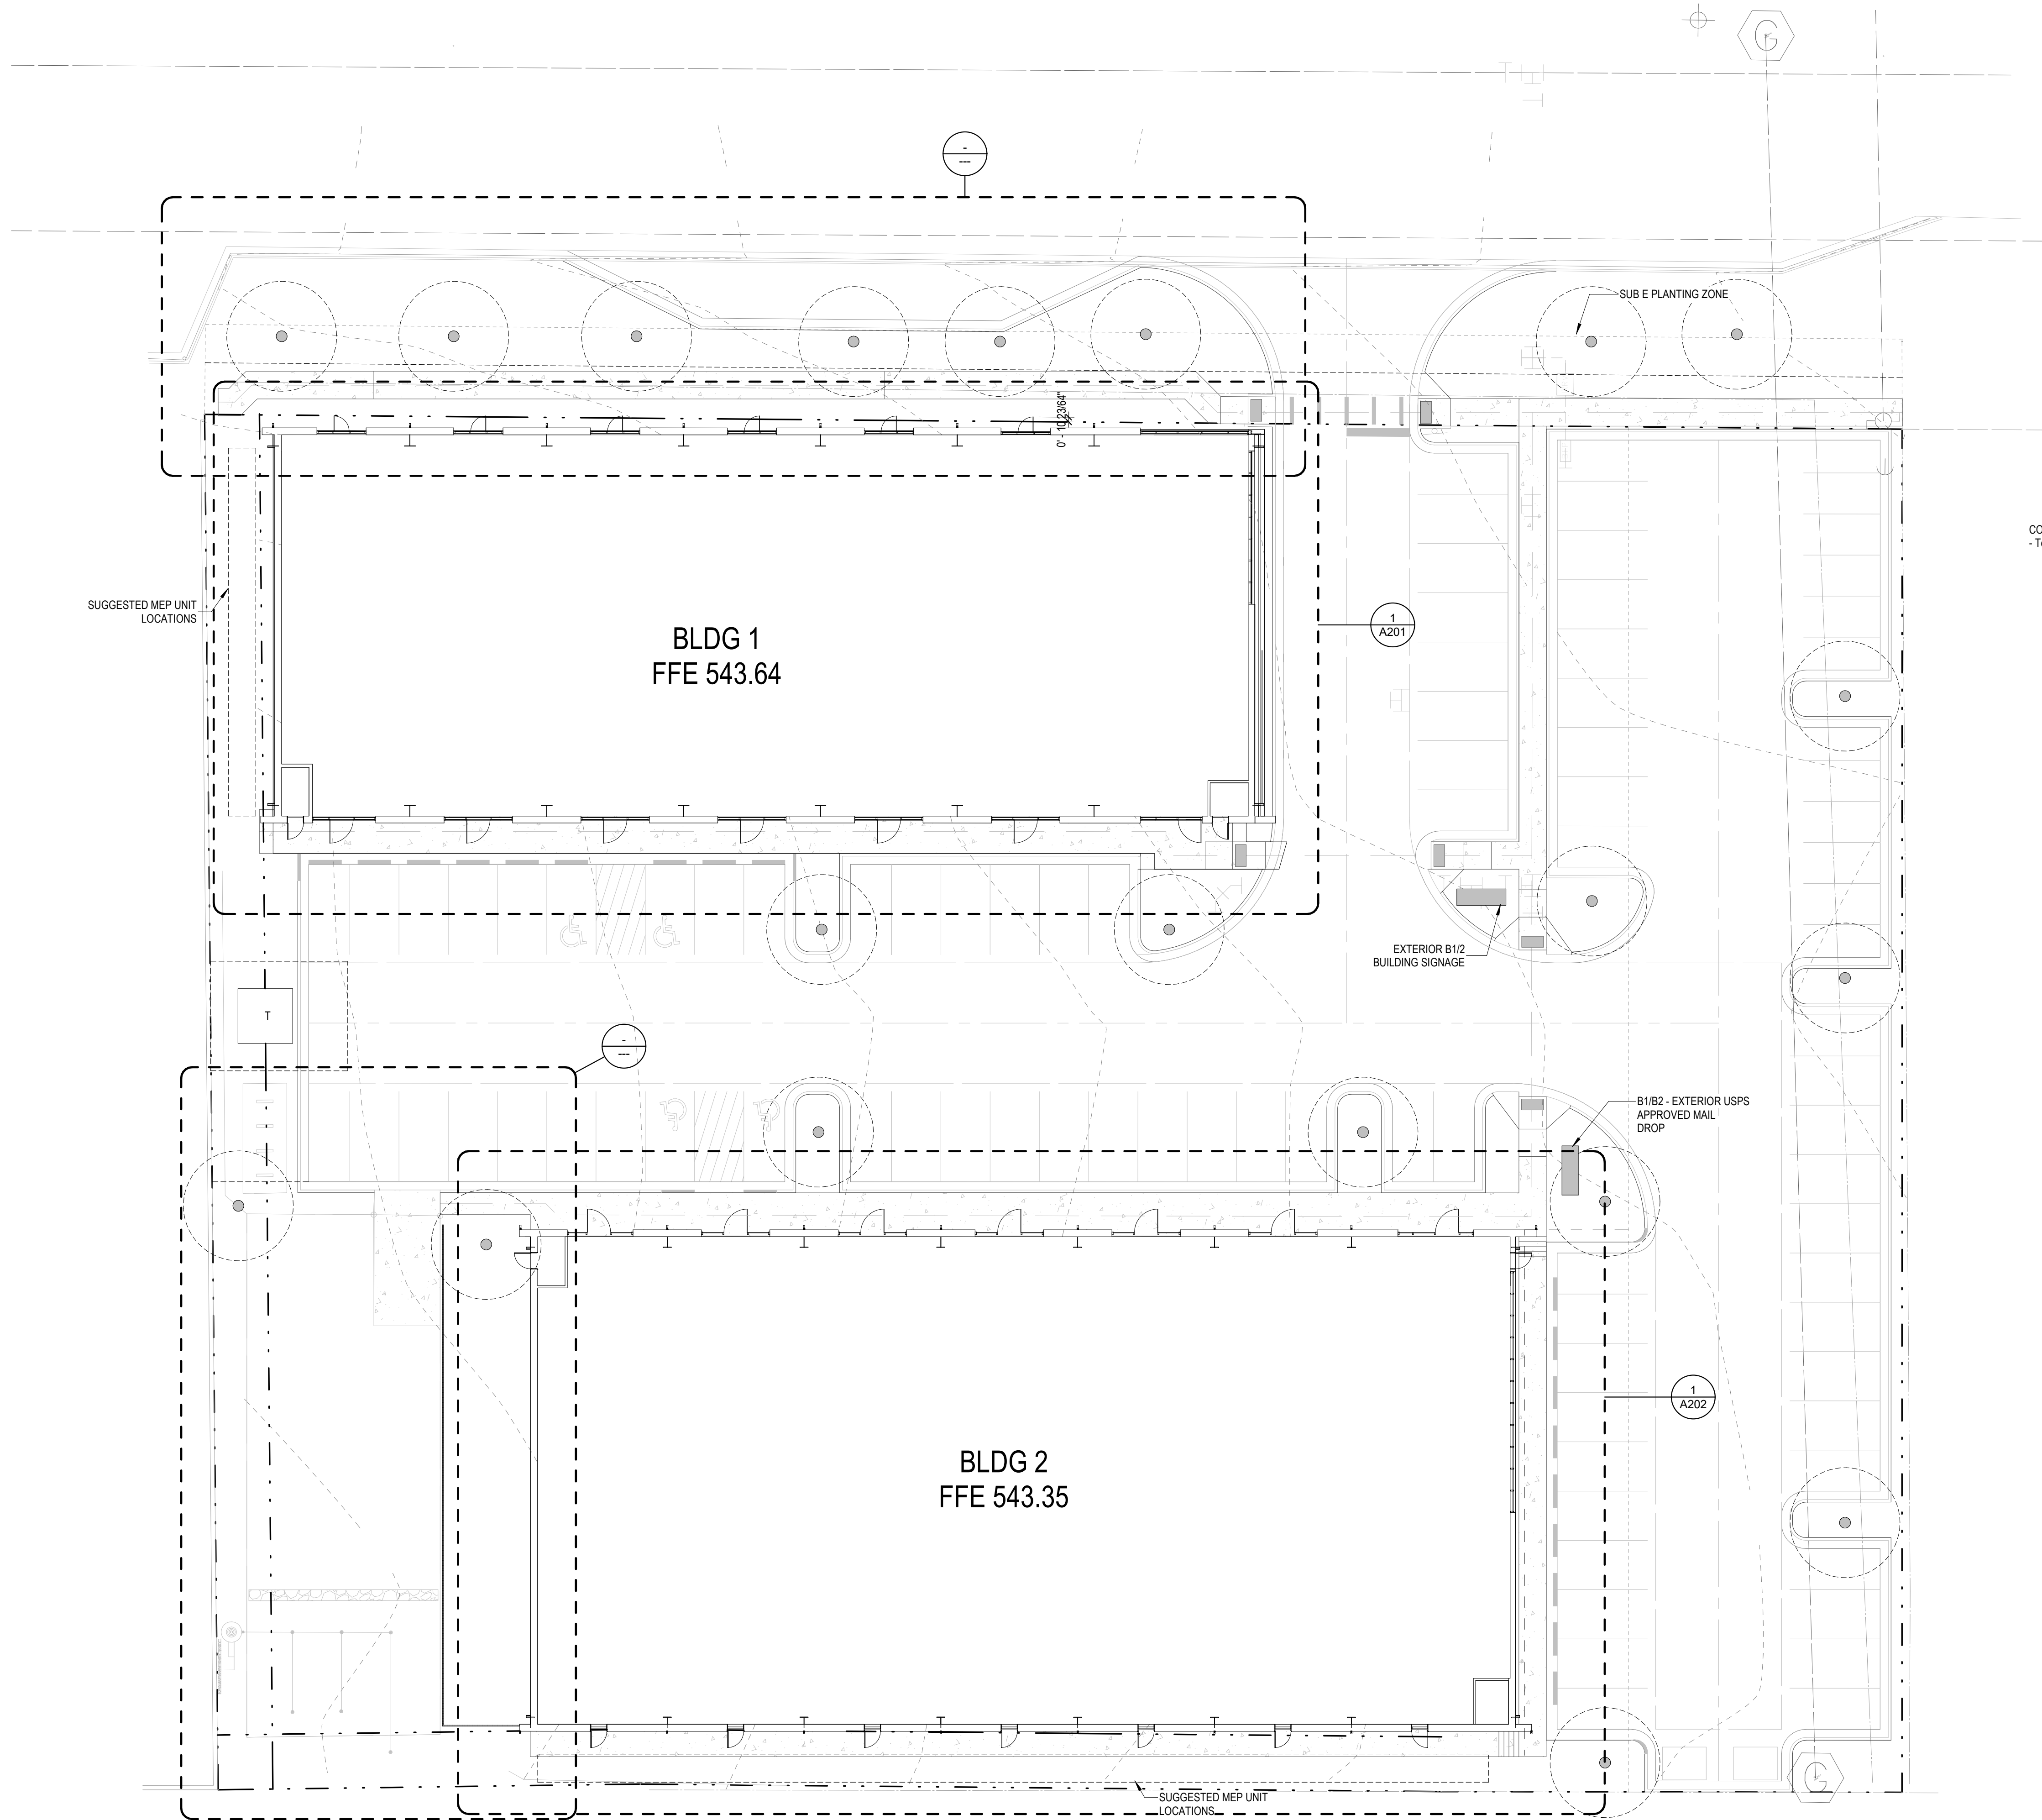 G
-
---
SUB E PLANTING ZONE
0' - 10 23/64"
CO
SUGGESTED MEP UNIT
LOCATIONS
1
A201
BLDG 1
FFE 543.64
EXTERIOR B1/2
BUILDING SIGNAGE
T
-
---
B1/B2 - EXTERIOR USPS
APPROVED MAIL
DROP
1
A202
BLDG 2
FFE 543.35
G
SUGGESTED MEP UNIT
LOCATIONS